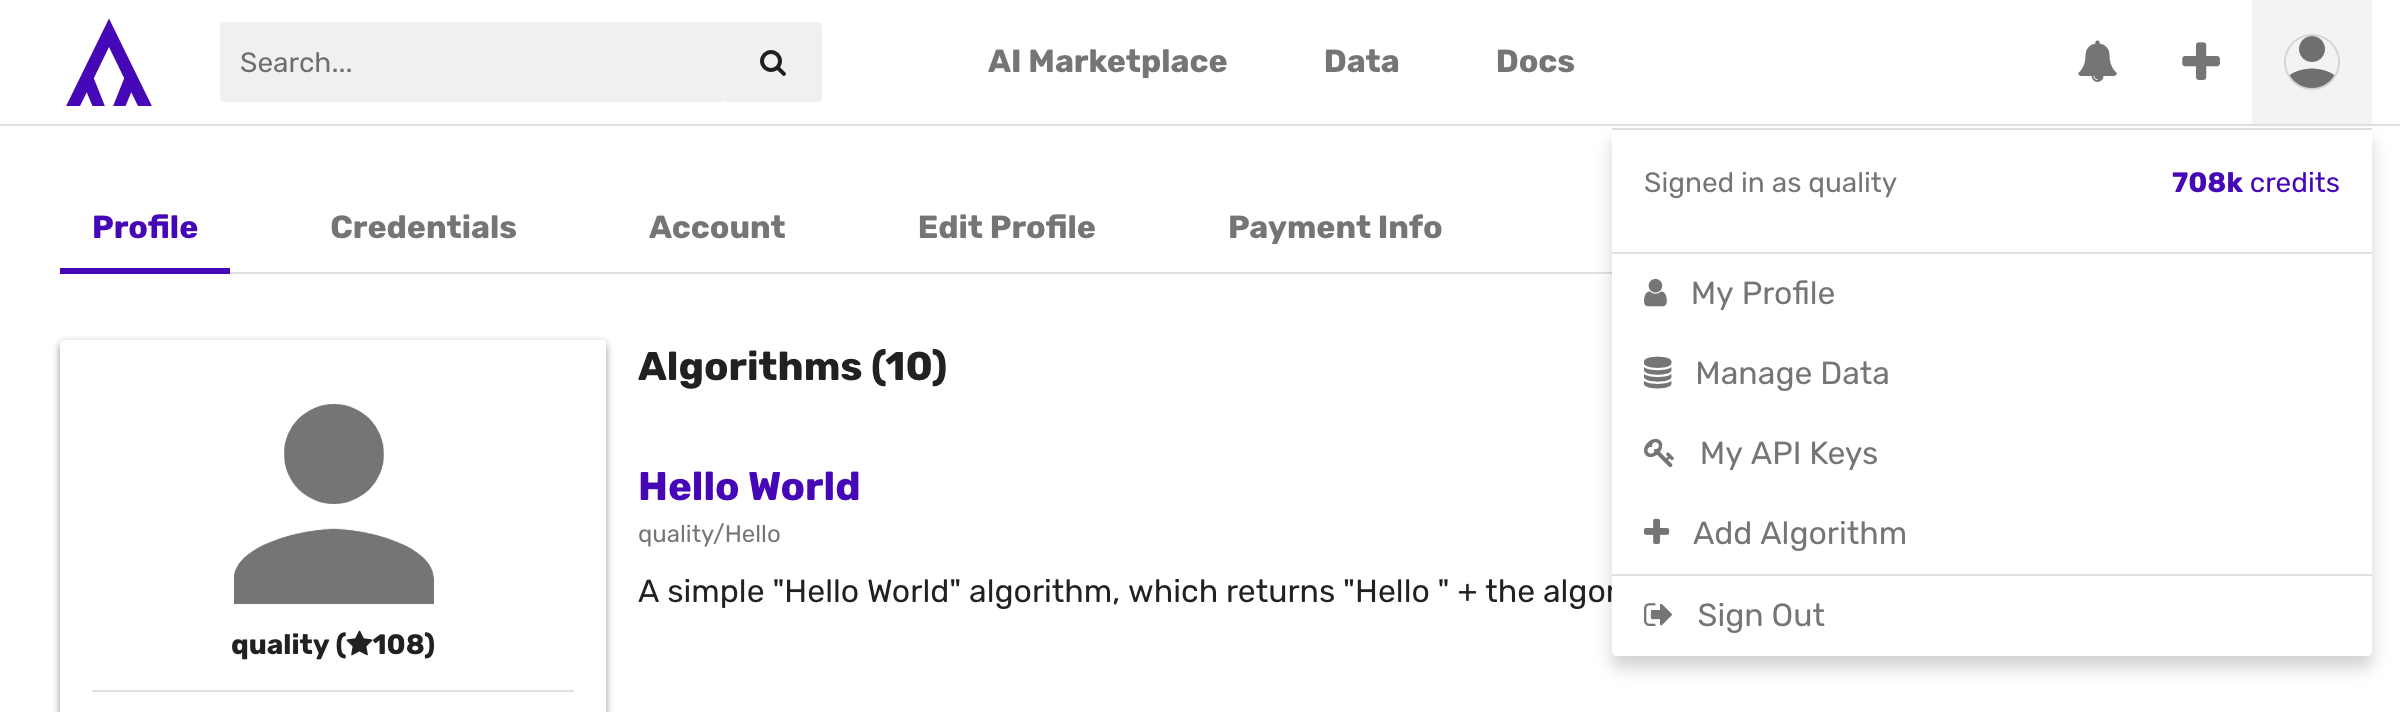 Search...
AI Marketplace
Data
Docs
Signed in as quality
708k credits
Profile
Credentials
Account
Edit Profile
Payment Info
My Profile
Manage Data
My API Keys
Add Algorithm
Sign Out
Algorithms (10)
Hello World
quality/Hello
A simple "Hello World" algorithm, which returns "Hello " + the
quality (★108)